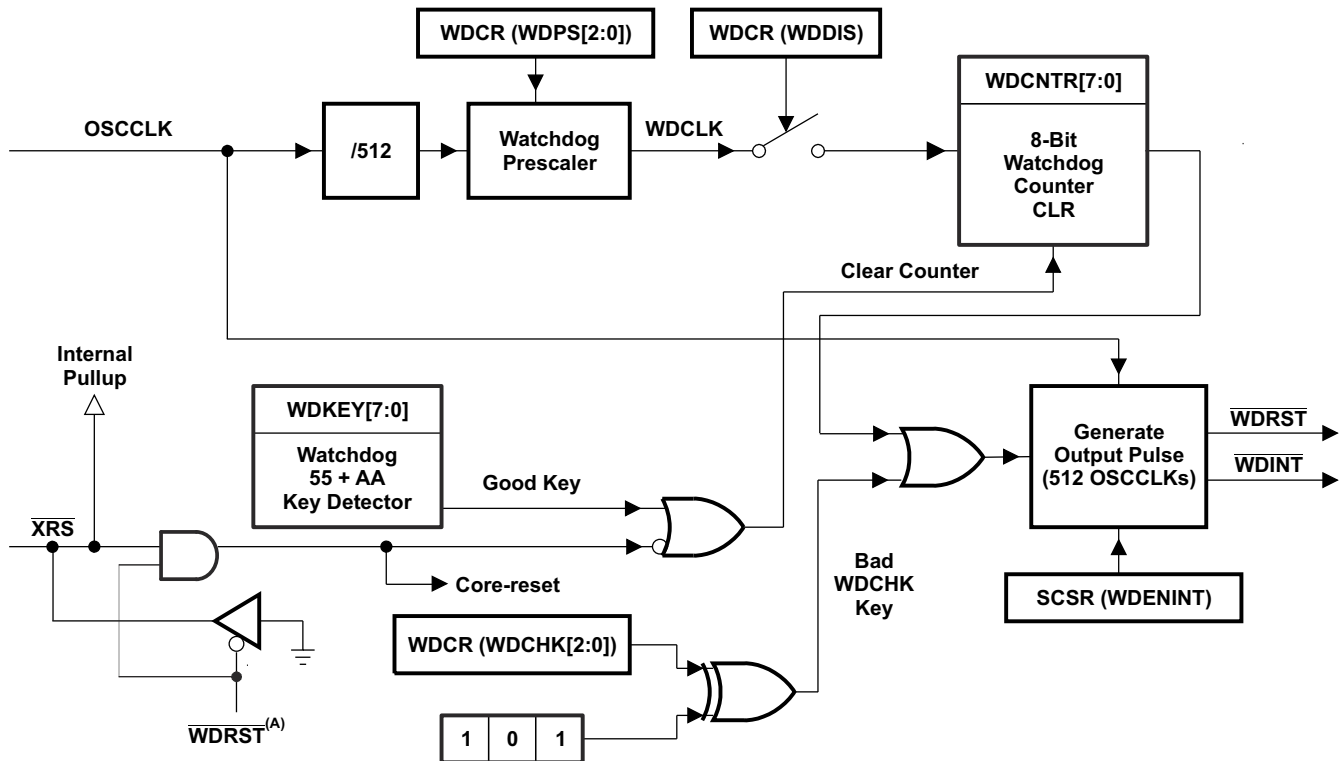 WDCR (WDPS[2:0])
WDCR (WDDIS)
OSCCLK
/512
Watchdog
Prescaler
WDCLK
WDCNTR[7:0]
8-Bit
Watchdog
Counter
CLR
Clear Counter
Internal
Pullup
WDKEY[7:0]
Watchdog
55 + AA
Key Detector
Good Key
Generate
Output Pulse
(512 OSCCLKs)
WDRST
WDINT
XRS
Core-reset
Bad
WDCHK
Key
SCSR (WDENINT)
WDCR (WDCHK[2:0])
WDRST(A)
1 0 1